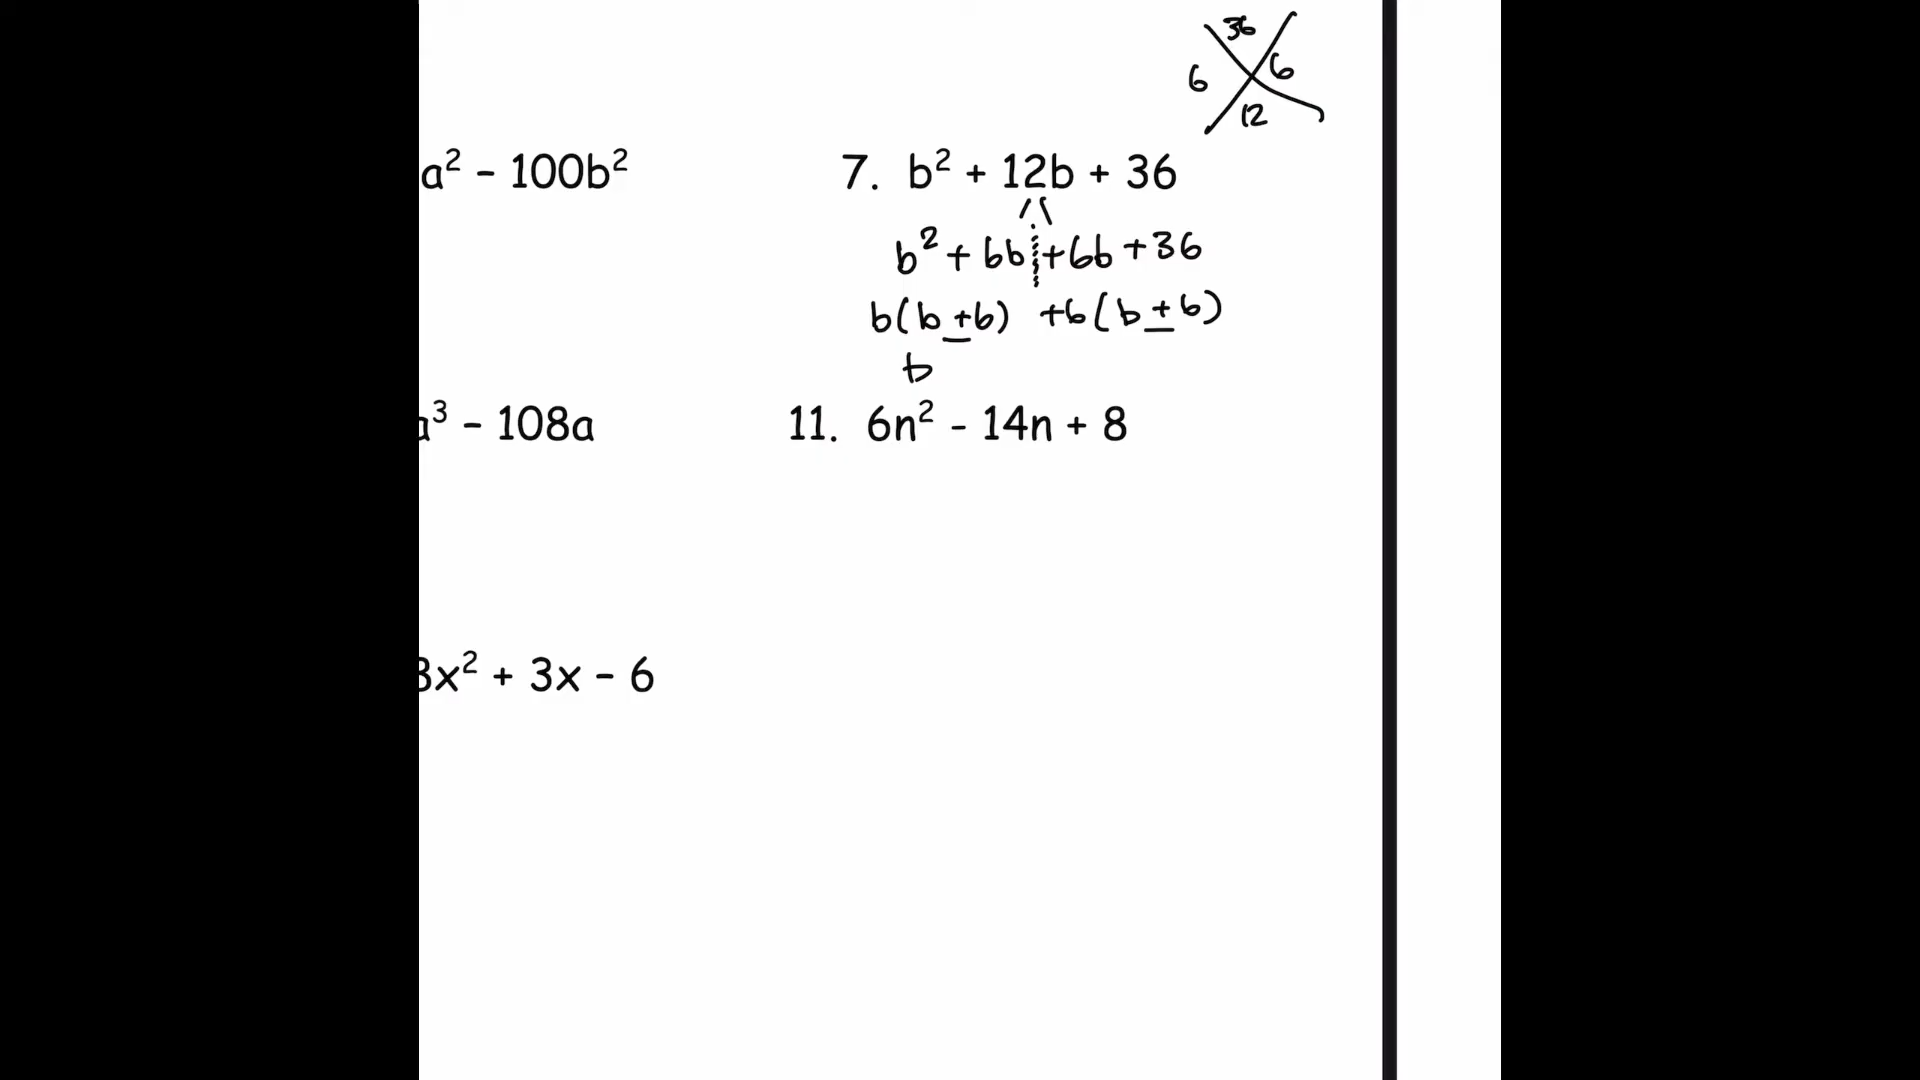 36
6 6
12
a² - 100b² 7. b² + 12b + 36
b² + 6b + 6b + 36
b(b + 6) + 6(b + 6)
b
a³ - 108a 11. 6n² - 14n + 8
3x² + 3x - 6